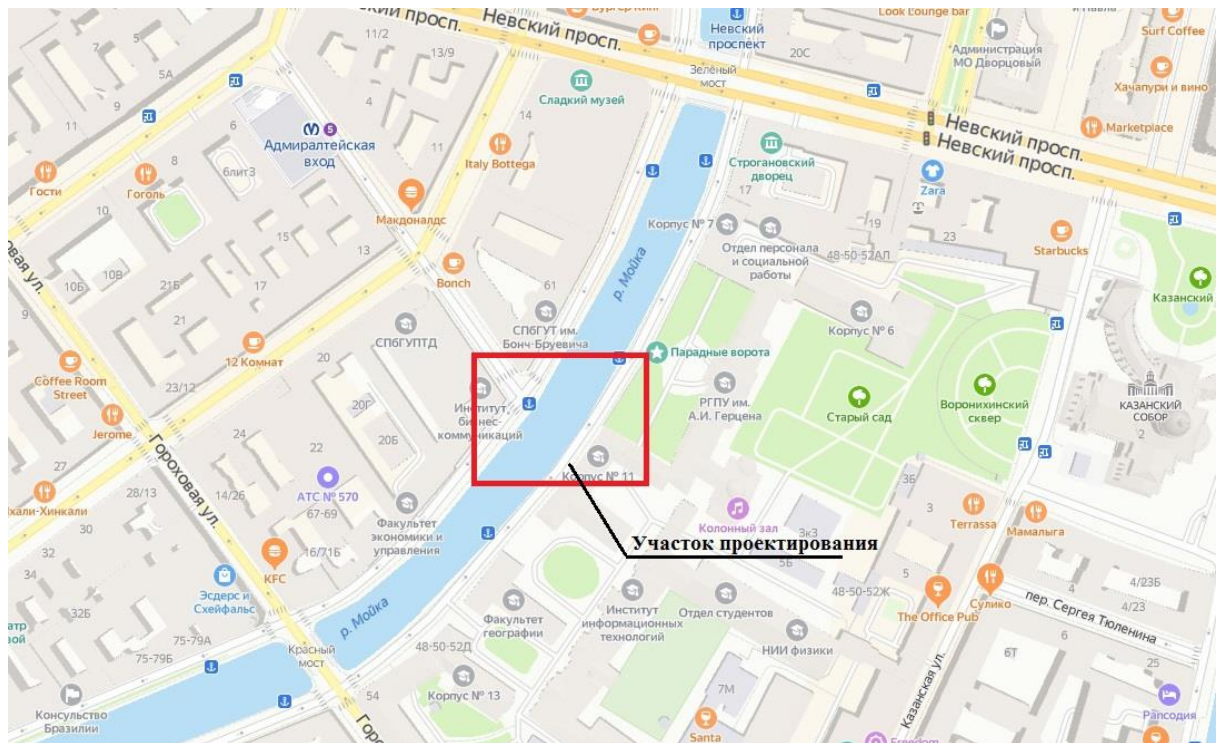 Невский просп.
Невский просп.
11/2
13/9
5А
7
5
9
11
4
6
8
14
11
Сладкий музей
Невский
проспект
20С
Зелёный
мост
Look Lounge bar
Администрация
МО Дворцовый
Surf Coffee
Хачапури и вино
Marketplace
Невский просп.
Невский просп.
Адмиралтейская
вход
5
6лит3
Гости
Гоголь
10
Макдоналдс
Italy Bottega
Строгановский
дворец
17
Zara
Корпус № 7
Отдел персонала
и социальной
работы
48-50-52АЛ
19
23
Starbucks
Казанский
15
13
10В
10Б
21Б
9
21
Bonch
р. Мойка
61
СПбГУТ им.
Бонч-Бруевича
СПбГУПТД
Корпус № 6
Парадные ворота
12 Комнат
20
Coffee Room
Street
23/12
20Г
Институт
бизнес-
коммуникаций
РГПУ им.
А.И. Герцена
Старый сад
Воронихинский
сквер
КАЗАНСКИЙ
СОБОР
2
Jerome
24
20Б
22
27
Гороховая ул.
АТС № 570
67-69
Корпус № 11
14/26
28/13
30
32
34
Факультет
экономики и
управления
16/71Б
KFC
Колонный зал
3к3
3Б
3
Terrassa
Мамалыга
Участок проектирования
5Б
5
48-50-52Ж
Эсдерс и
Схейфальс
32Б
75-79А
75-79Б
р. Мойка
Красный
мост
48-50-52Д
Факультет
географии
Институт
информационных
технологий
Отдел студентов
НИИ физики
The Office Pub
Сулико
4
4/23Б
4/23
пер. Сергея Тюленина
6
6Т
25
Казанская ул.
Консульство
Бразилии
54
Корпус № 13
7М
Santa
Freedom
Рапсодия